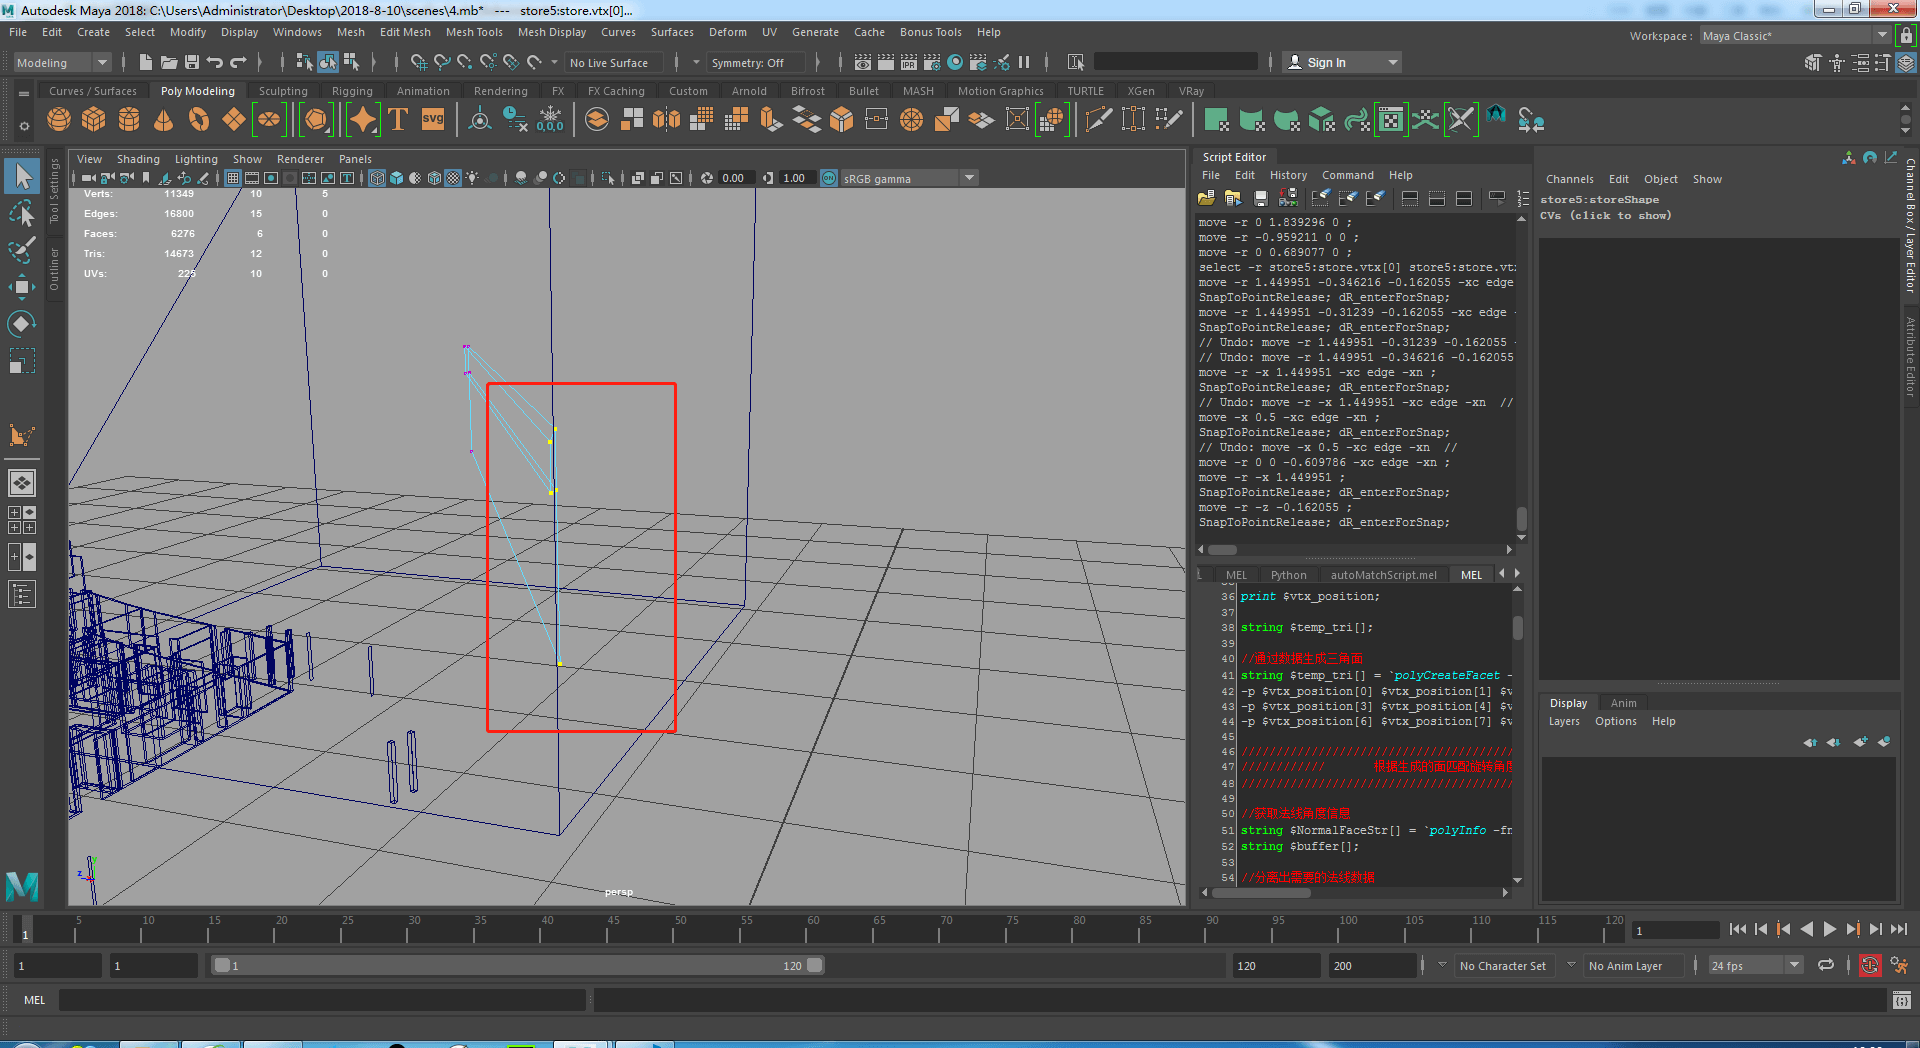 Autodesk Maya 2018: C:\Users\Administrator\Desktop\2018-8-10\scenes\4.mb*   ---   store5:store.vtx[0]...
File Edit Create Select Modify Display Windows Mesh Edit Mesh Mesh Tools Mesh Display Curves Surfaces Deform UV Generate Cache Bonus Tools Help
Workspace : Maya Classic*
Modeling No Live Surface Symmetry: Off IPR Sign In
Curves / Surfaces Poly Modeling Sculpting Rigging Animation Rendering FX FX Caching Custom Arnold Bifrost Bullet MASH Motion Graphics TURTLE XGen VRay
T SVG 0,0,0
Tool Settings
Outliner
View Shading Lighting Show Renderer Panels
0.00 1.00 ON sRGB gamma
Verts: 11349 10 5
Edges: 16800 15 0
Faces: 6276 6 0
Tris: 14673 12 0
UVs: 225 10 0
z
persp
Script Editor
File Edit History Command Help
move -r 0 1.839296 0 ;
move -r -0.959211 0 0 ;
move -r 0 0.689077 0 ;
select -r store5:store.vtx[0] store5:store.vt
move -r 1.449951 -0.346216 -0.162055 -xc edge
SnapToPointRelease; dR_enterForSnap;
move -r 1.449951 -0.31239 -0.162055 -xc edge -
SnapToPointRelease; dR_enterForSnap;
// Undo: move -r 1.449951 -0.31239 -0.162055 -
// Undo: move -r 1.449951 -0.346216 -0.162055
move -r -x 1.449951 -xc edge -xn ;
SnapToPointRelease; dR_enterForSnap;
// Undo: move -r -x 1.449951 -xc edge -xn  //
move -x 0.5 -xc edge -xn ;
SnapToPointRelease; dR_enterForSnap;
// Undo: move -x 0.5 -xc edge -xn  //
move -r 0 0 -0.609786 -xc edge -xn ;
move -r -x 1.449951 ;
SnapToPointRelease; dR_enterForSnap;
move -r -z -0.162055 ;
SnapToPointRelease; dR_enterForSnap;
MEL Python autoMatchScript.mel MEL
36 print $vtx_position;
37
38 string $temp_tri[];
39
40 //通过数据生成三角面
41 string $temp_tri[] = `polyCreateFacet -
42 -p $vtx_position[0] $vtx_position[1] $v
43 -p $vtx_position[3] $vtx_position[4] $v
44 -p $vtx_position[6] $vtx_position[7] $v
45
46 ///////////////////////////////////////
47 //////////// 根据生成的面匹配旋转角度
48 ///////////////////////////////////////
49
50 //获取法线角度信息
51 string $NormalFaceStr[] = `polyInfo -fn
52 string $buffer[];
53
54 //分离出需要的法线数据
Channels Edit Object Show
store5:storeShape
CVs (click to show)
Channel Box / Layer Editor
Attribute Editor
Display Anim
Layers Options Help
1 5 10 15 20 25 30 35 40 45 50 55 60 65 70 75 80 85 90 95 100 105 110 115 120 1
1 1 1 120 120 200 No Character Set No Anim Layer 24 fps
MEL